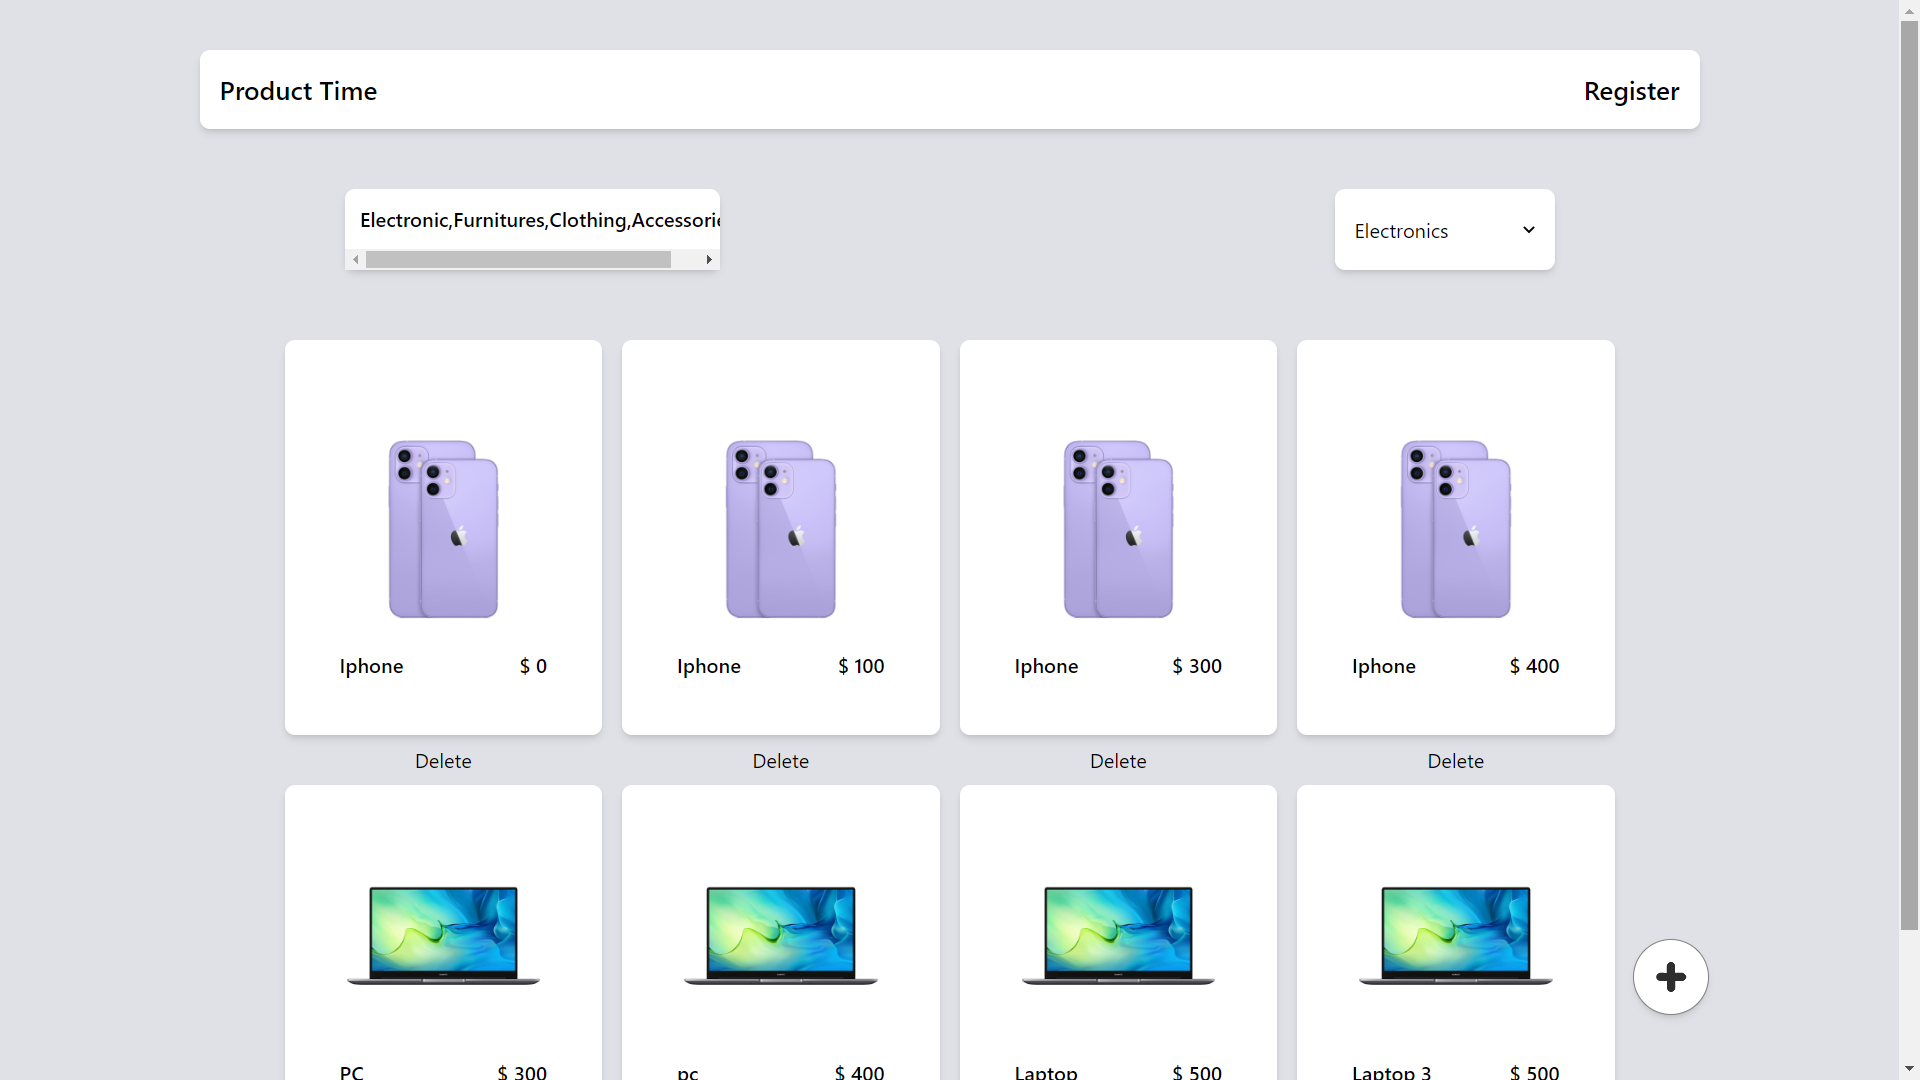 Product Time Register
Electronic,Furnitures,Clothing,Accessorie
Electronics
Iphone $ 0
Iphone $ 100
Iphone $ 300
Iphone $ 400
Delete
Delete
Delete
Delete
PC $ 300
pc $ 400
Laptop $ 500
Laptop 3 $ 500